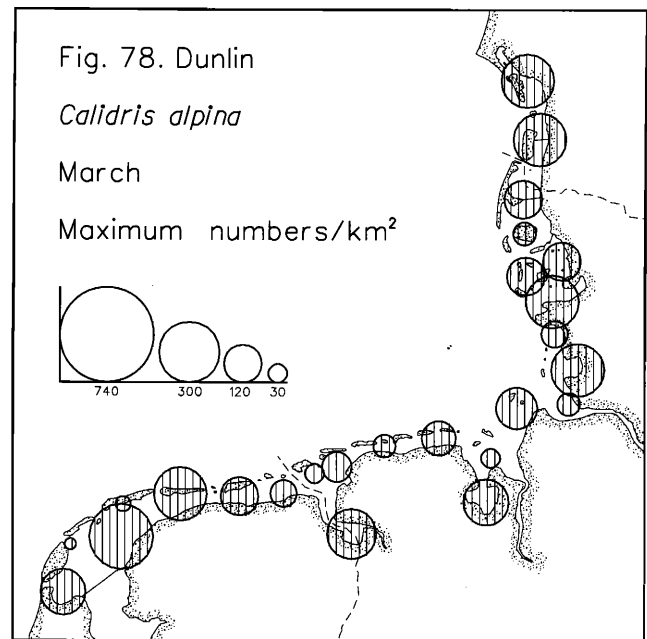 Fig. 78. Dunlin
Calidris alpina
March
Maximum numbers/km²
740 300 120 30